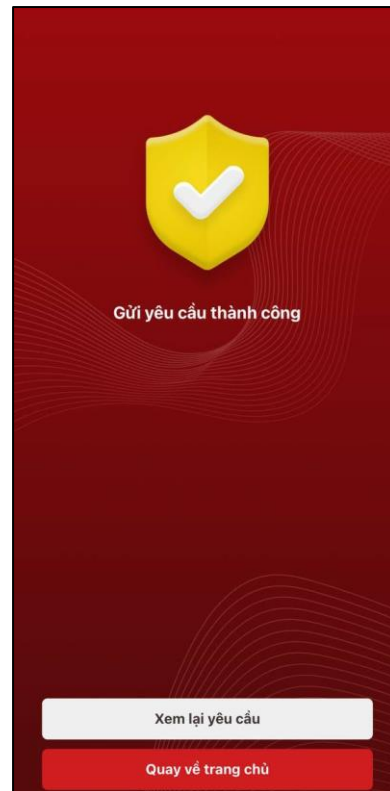 Gửi yêu cầu thành công
Xem lại yêu cầu
Quay về trang chủ